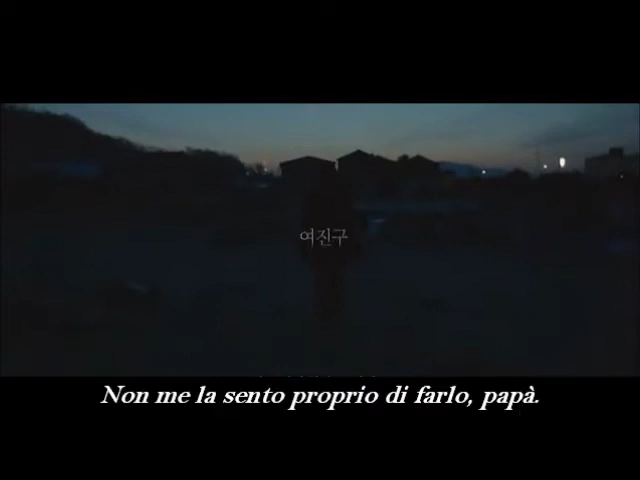 여진구
Non me la sento proprio di farlo, papà.